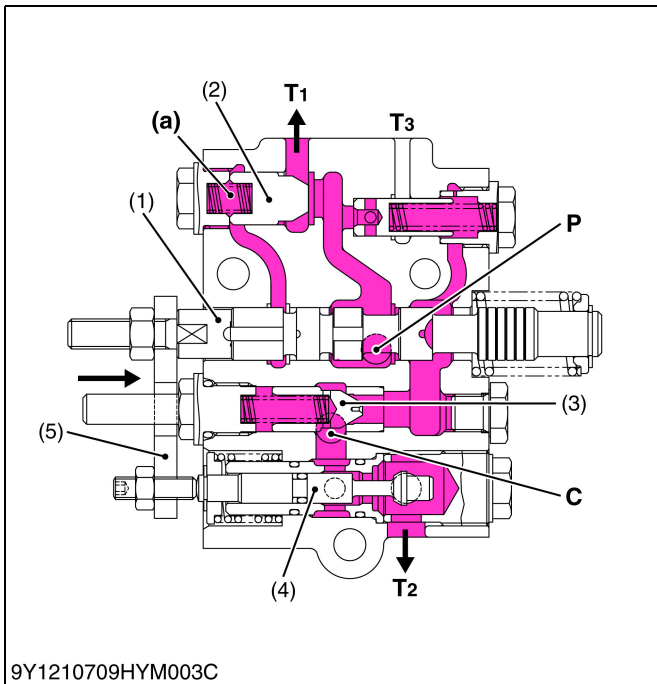 (2)
T1
T3
(a)
(1)
P
(3)
(5)
C
(4)
T2
9Y1210709HYM003C